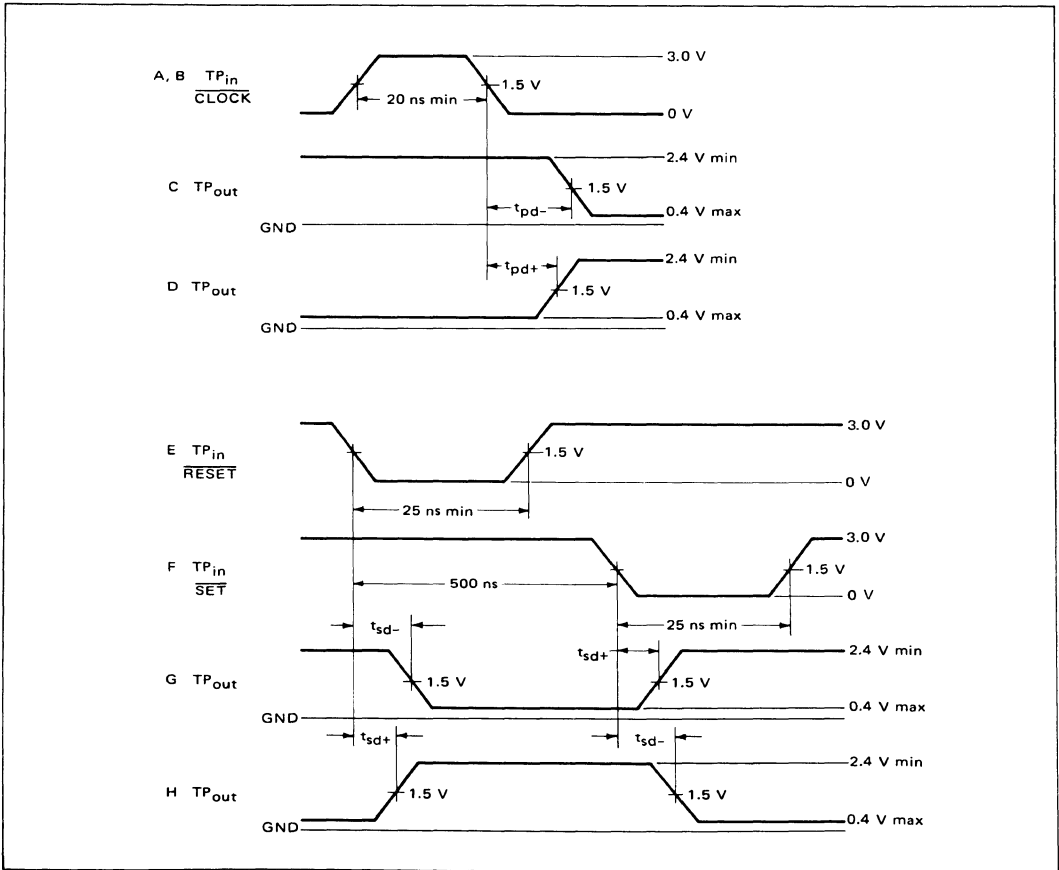 3.0 V
A, B TPin
CLOCK
1.5 V
20 ns min
0 V
2.4 V min
C TPout
1.5 V
tpd–
0.4 V max
GND
2.4 V min
tpd+
D TPout
1.5 V
0.4 V max
GND
3.0 V
E TPin
RESET
1.5 V
0 V
25 ns min
3.0 V
F TPin
SET
1.5 V
500 ns
0 V
25 ns min
tsd–
tsd+
2.4 V min
G TPout
1.5 V
1.5 V
0.4 V max
GND
tsd+
tsd–
2.4 V min
H TPout
1.5 V
1.5 V
0.4 V max
GND